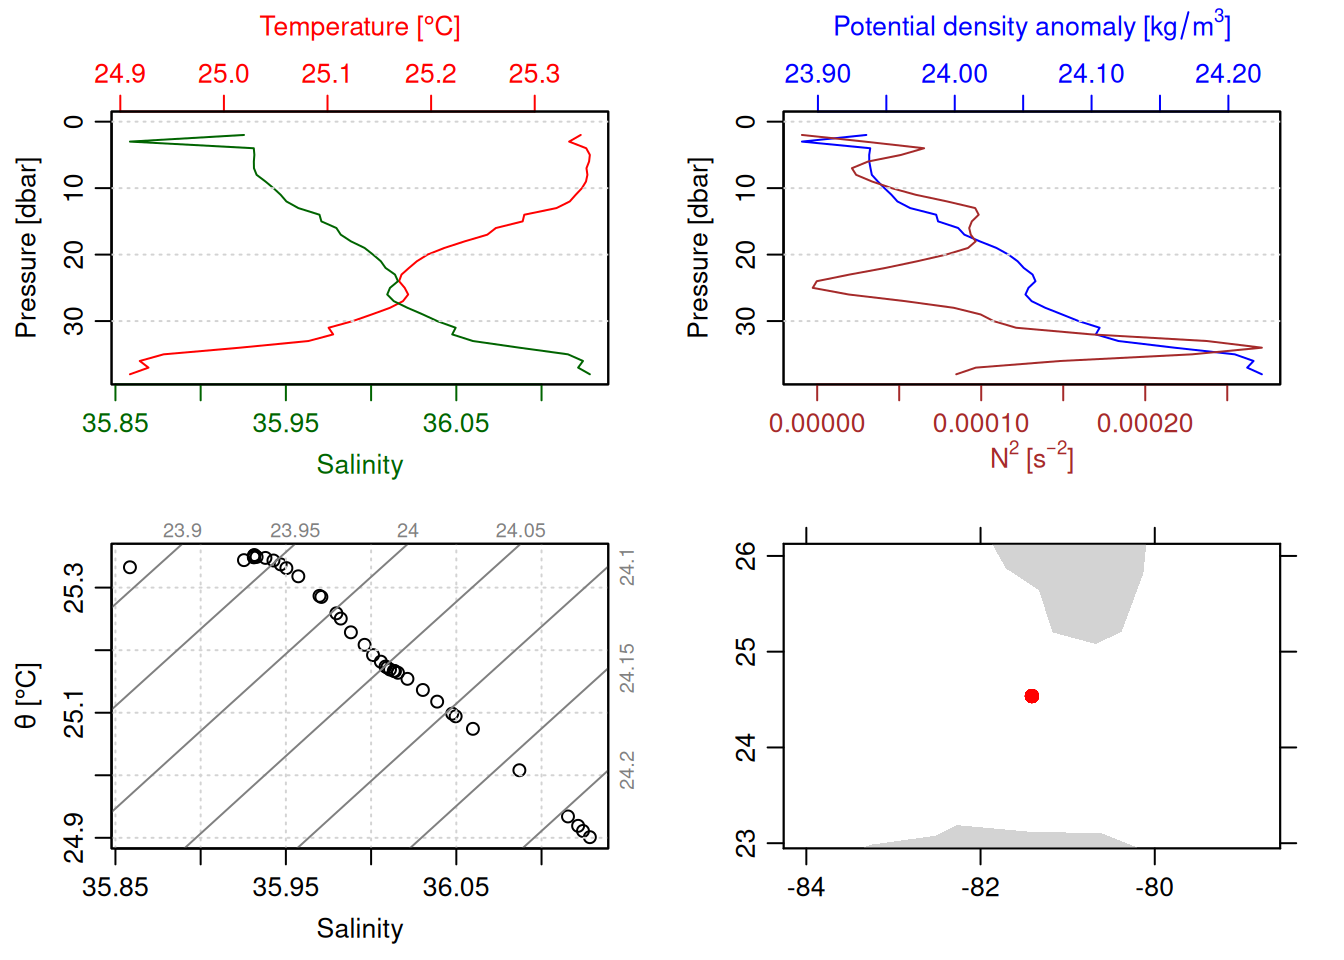 Temperature [°C]
24.9 25.0 25.1 25.2 25.3
0
10
20
30
Pressure [dbar]
35.85 35.95 36.05
Salinity
Potential density anomaly [kg/m³]
23.90 24.00 24.10 24.20
0
10
20
30
Pressure [dbar]
0.00000 0.00010 0.00020
N² [s⁻²]
23.9 23.95 24 24.05
24.1
24.15
24.2
25.3
25.1
24.9
θ [°C]
35.85 35.95 36.05
Salinity
26
25
24
23
-84 -82 -80